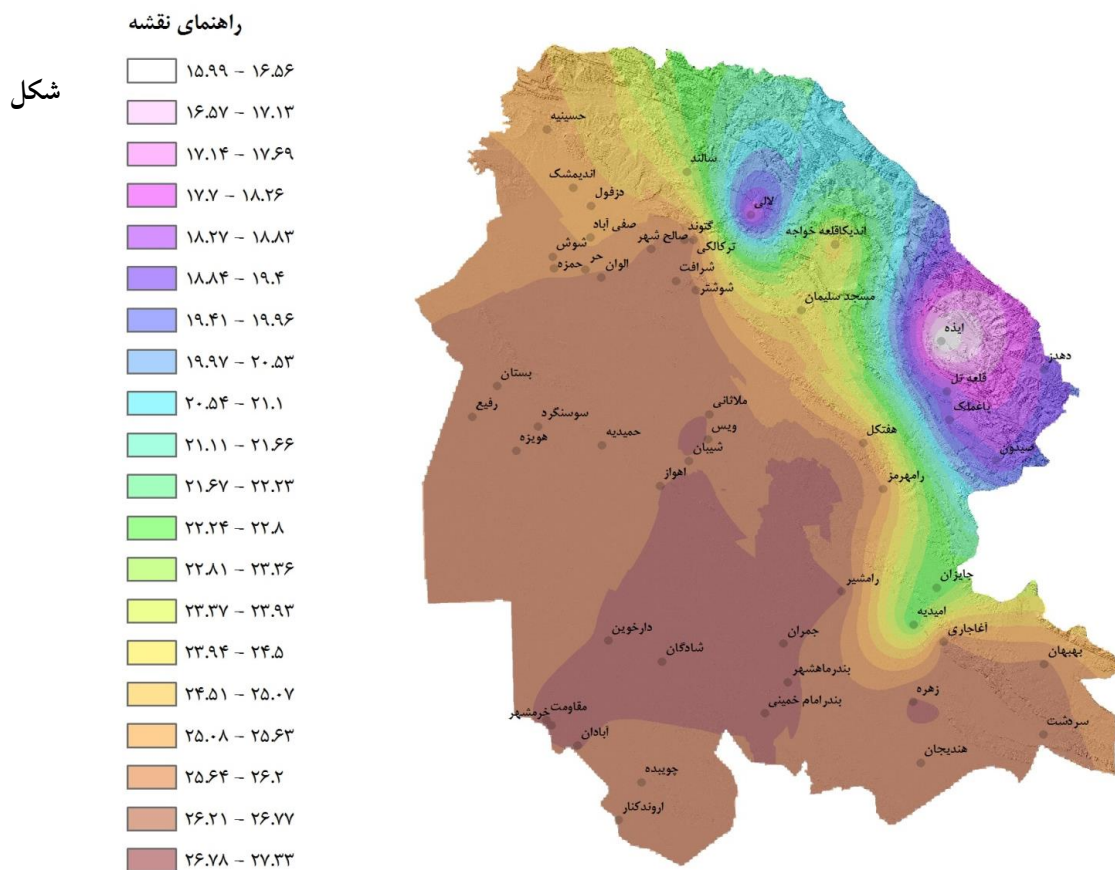 راهنمای نقشه
شکل
۱۵.۹۹ – ۱۶.۵۶
۱۶.۵۷ – ۱۷.۱۳
۱۷.۱۴ – ۱۷.۶۹
۱۷.۷ – ۱۸.۲۶
۱۸.۲۷ – ۱۸.۸۳
۱۸.۸۴ – ۱۹.۴
۱۹.۴۱ – ۱۹.۹۶
۱۹.۹۷ – ۲۰.۵۳
۲۰.۵۴ – ۲۱.۱
۲۱.۱۱ – ۲۱.۶۶
۲۱.۶۷ – ۲۲.۲۳
۲۲.۲۴ – ۲۲.۸
۲۲.۸۱ – ۲۳.۳۶
۲۳.۳۷ – ۲۳.۹۳
۲۳.۹۴ – ۲۴.۵
۲۴.۵۱ – ۲۵.۰۷
۲۵.۰۸ – ۲۵.۶۳
۲۵.۶۴ – ۲۶.۲
۲۶.۲۱ – ۲۶.۷۷
۲۶.۷۸ – ۲۷.۳۳
حسینیه
سالند
اندیمشک
دزفول
لالی
صفی آباد
گتوند
صالح شهر
ترکالکی
اندیکاقلعه خواجه
شوش
حر
حمزه
الوان
شرافت
شوشتر
مسجد سلیمان
ایذه
دهدز
قلعه تل
باغملک
صیدون
بستان
رفیع
سوسنگرد
هویزه
حمیدیه
ملاثانی
ویس
شیبان
اهواز
هفتکل
رامهرمز
رامشیر
جایزان
امیدیه
آغاجاری
بهبهان
دارخوین
شادگان
جمران
بندرماهشهر
بندرامام خمینی
زهره
سردشت
هندیجان
مقاومت
خرمشهر
آبادان
چویبده
اروندکنار